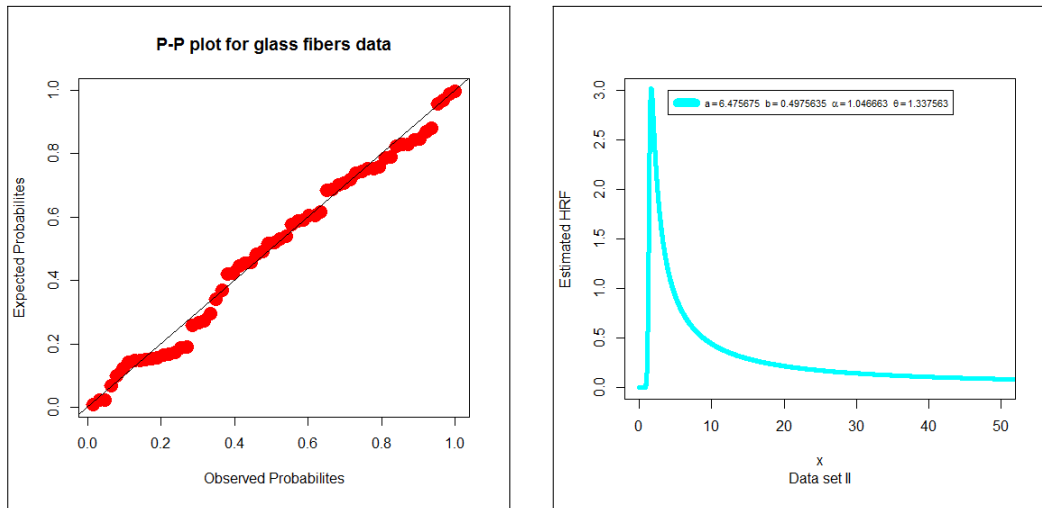 P-P plot for glass fibers data
Expected Probabilites
1.0
0.8
0.6
0.4
0.2
0.0
0.0 0.2 0.4 0.6 0.8 1.0
Observed Probabilites
Estimated HRF
3.0
2.5
2.0
1.5
1.0
0.5
0.0
a = 6.475675 b = 0.4975635 α = 1.046663 θ = 1.337563
0 10 20 30 40 50
x
Data set II